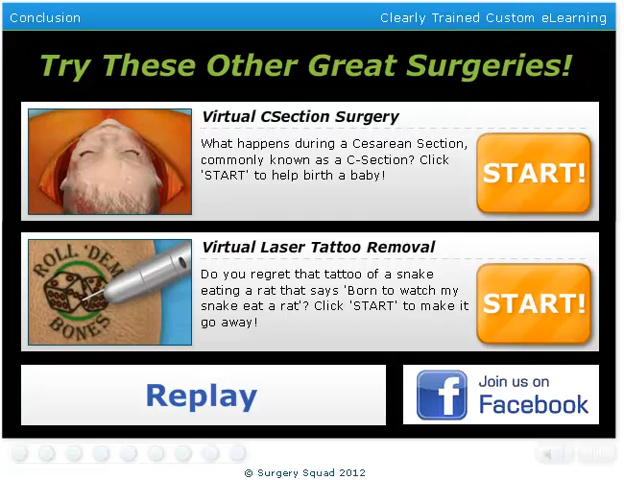 Conclusion
Clearly Trained Custom eLearning
Try These Other Great Surgeries!
Virtual CSection Surgery
What happens during a Cesarean Section,
commonly known as a C-Section? Click
'START' to help birth a baby!
START!
ROLL 'DEM
BONES
Virtual Laser Tattoo Removal
Do you regret that tattoo of a snake
eating a rat that says 'Born to watch my
snake eat a rat'? Click 'START' to make it
go away!
START!
Replay
f
Join us on
Facebook
© Surgery Squad 2012